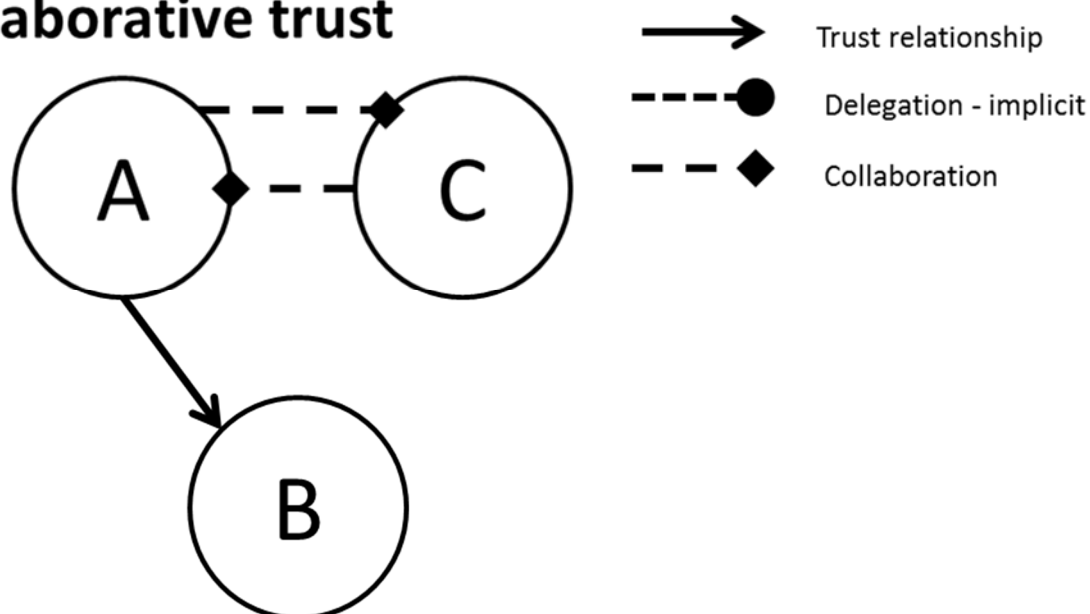 aborative trust
Trust relationship
Delegation - implicit
Collaboration
A
C
B